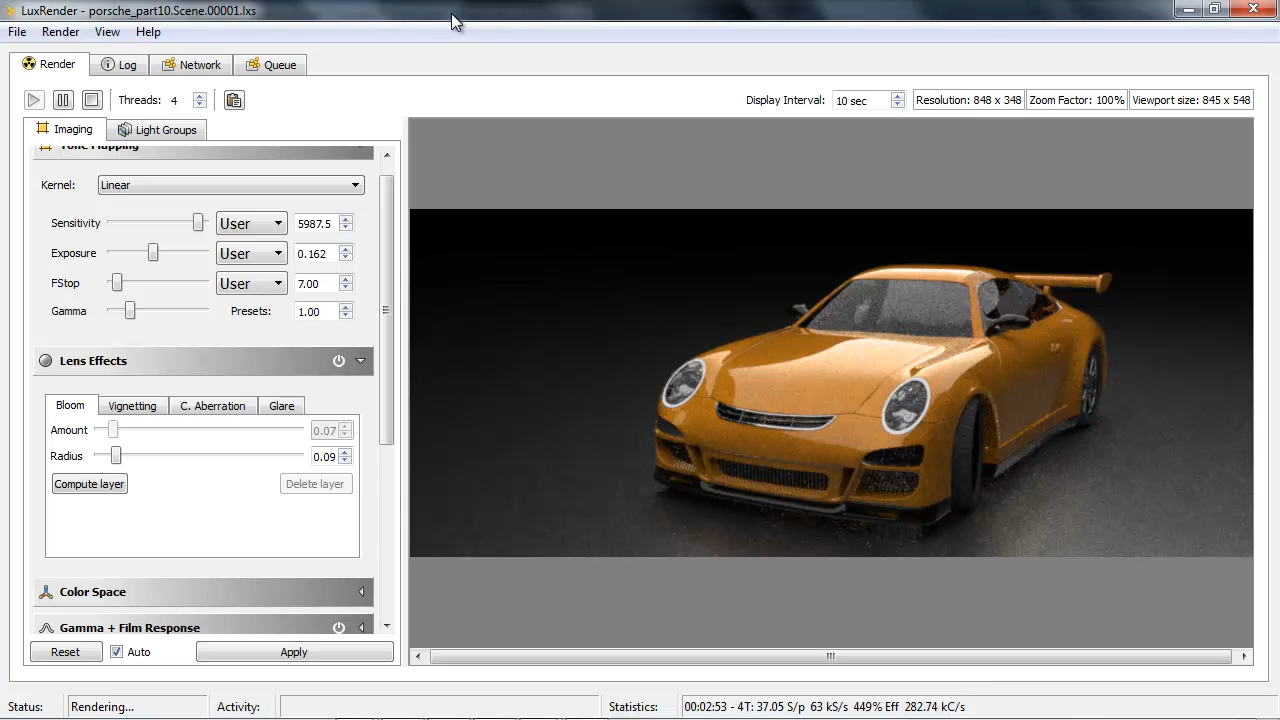 LuxRender - porsche_part10.Scene.00001.lxs
File Render View Help
Render Log Network Queue
Threads: 4 Display Interval: 10 sec Resolution: 848 x 348 Zoom Factor: 100% Viewport size: 845 x 548
Imaging Light Groups
Tone Mapping
Kernel: Linear
Sensitivity User 5987.5
Exposure User 0.162
FStop User 7.00
Gamma Presets: 1.00
Lens Effects
Bloom Vignetting C. Aberration Glare
Amount 0.07
Radius 0.09
Compute layer Delete layer
Color Space
Gamma + Film Response
Reset Auto Apply
Status: Rendering... Activity: Statistics: 00:02:53 - 4T: 37.05 S/p 63 kS/s 449% Eff 282.74 kC/s